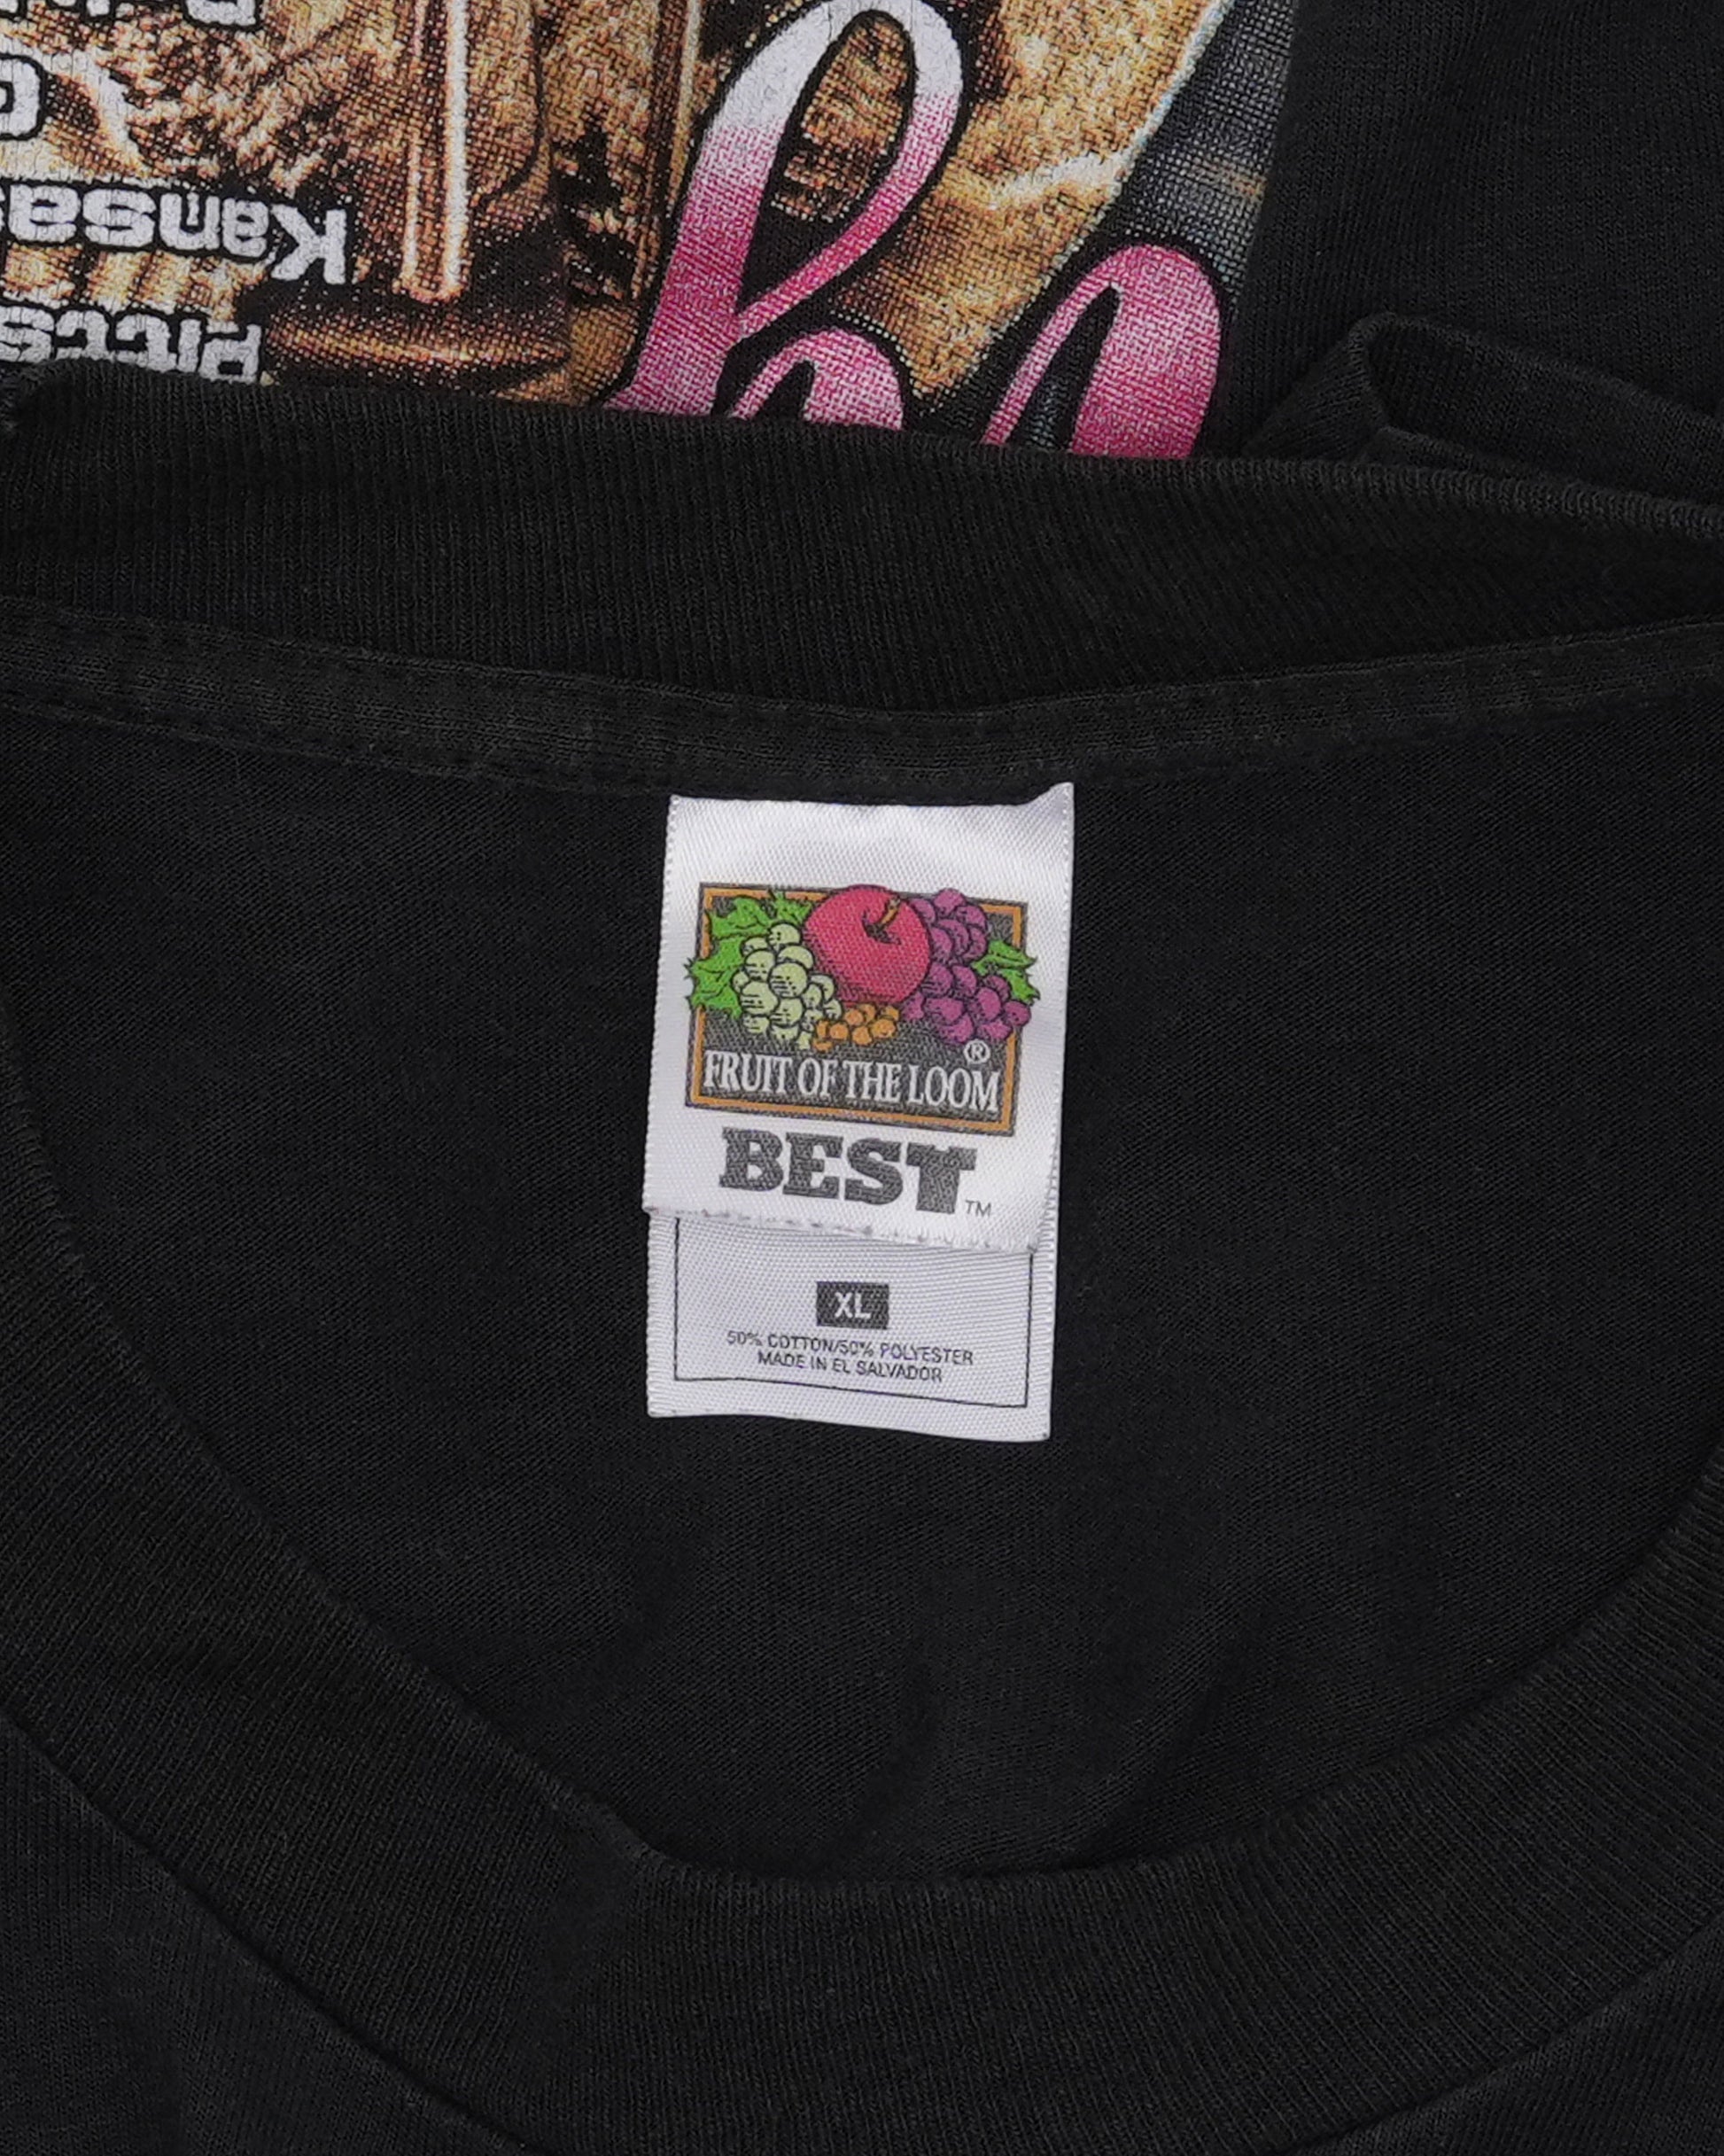 Kansas
FRUIT OF THE LOOM ®
BEST™
XL
50% COTTON/50% POLYESTER
MADE IN EL SALVADOR